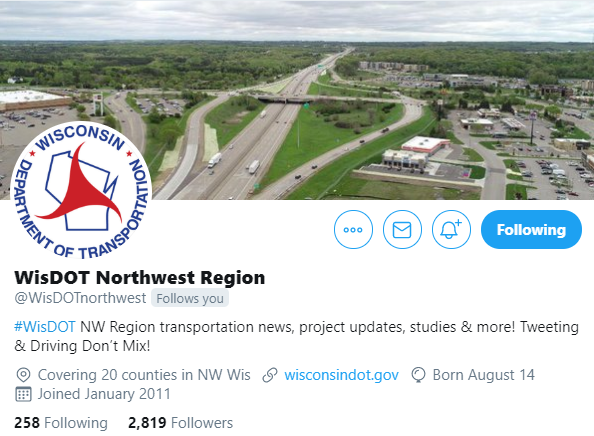 WISCONSIN
DEPARTMENT OF TRANSPORTATION
Following
WisDOT Northwest Region
@WisDOTnorthwest Follows you
#WisDOT NW Region transportation news, project updates, studies & more! Tweeting
& Driving Don't Mix!
Covering 20 counties in NW Wis wisconsindot.gov Born August 14
Joined January 2011
258 Following 2,819 Followers